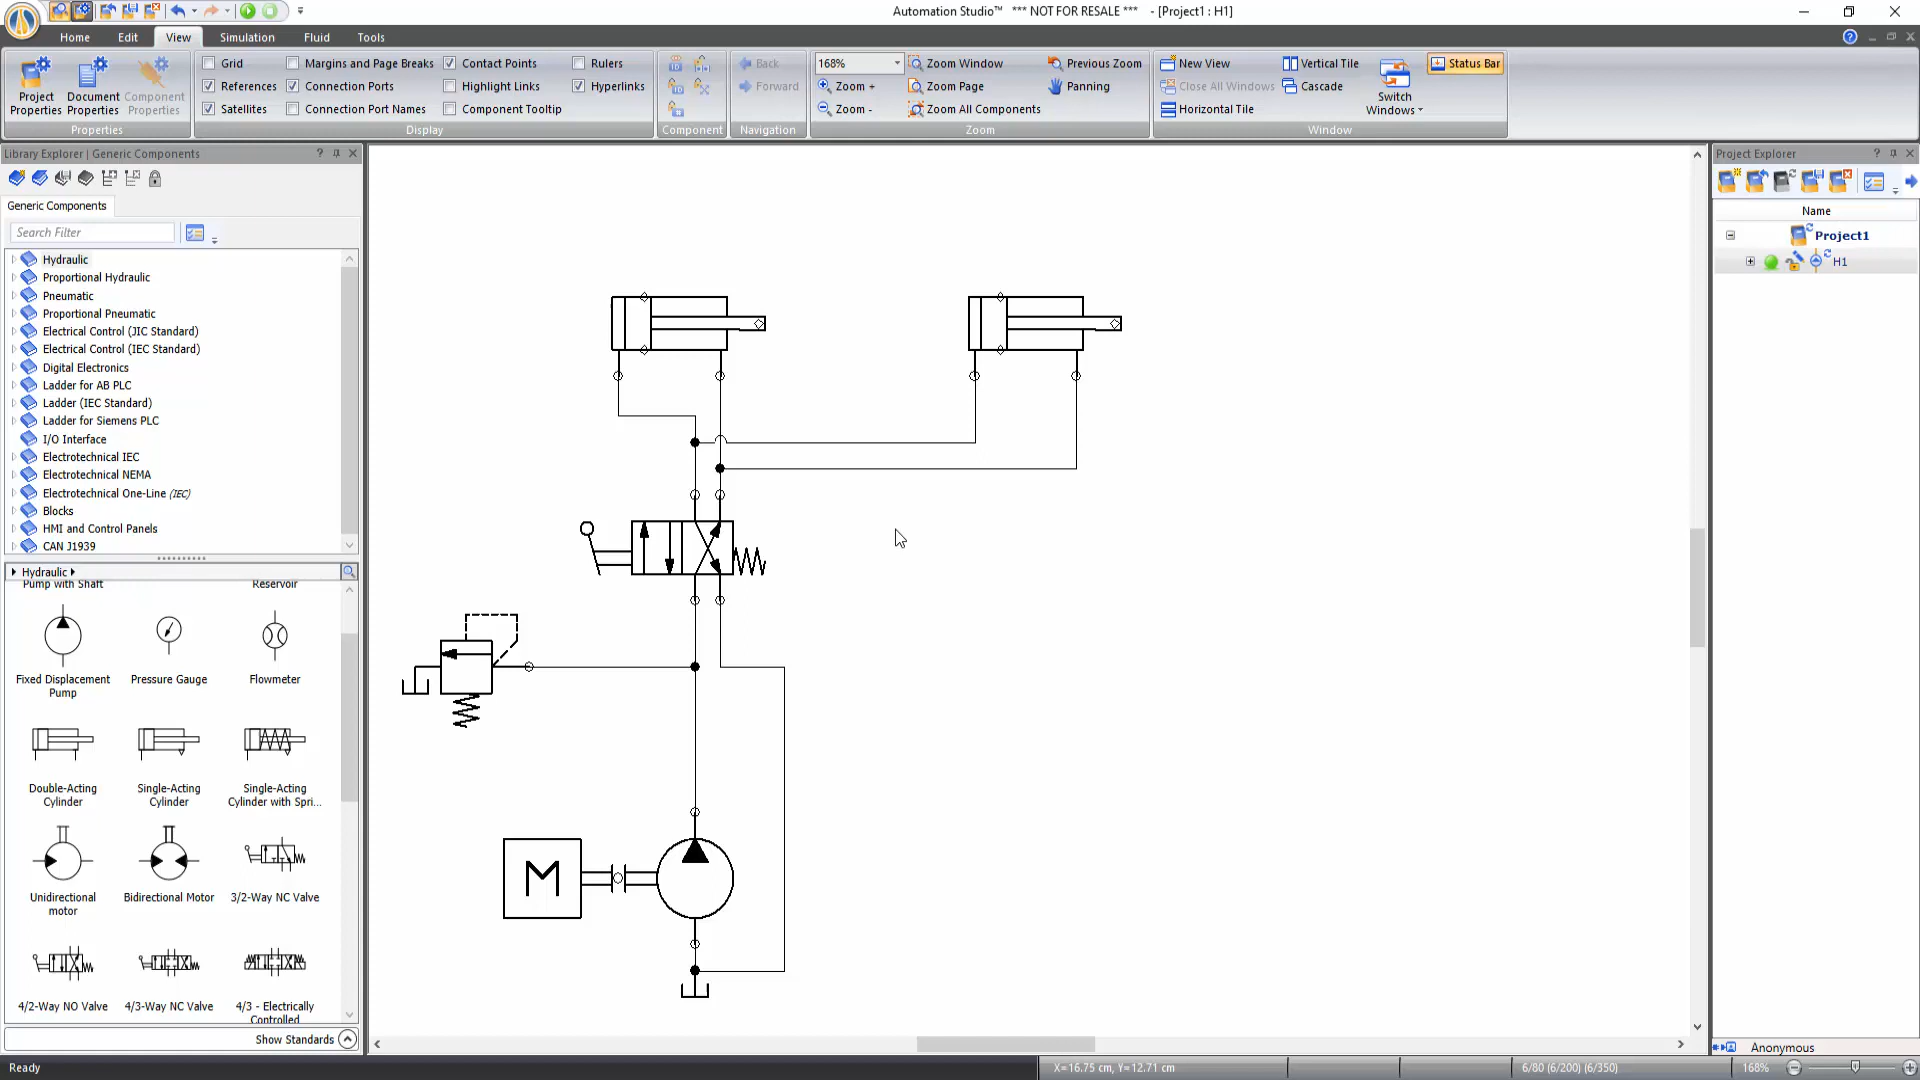 Automation Studio™ *** NOT FOR RESALE *** - [Project1 : H1]
Home Edit View Simulation Fluid Tools
Project Properties
Document Properties
Component Properties
Properties
Grid
References
Satellites
Margins and Page Breaks
Connection Ports
Connection Port Names
Contact Points
Highlight Links
Component Tooltip
Rulers
Hyperlinks
Display
Component
Back
Forward
Navigation
168%
Zoom +
Zoom -
Zoom Window
Zoom Page
Zoom All Components
Previous Zoom
Panning
Zoom
New View
Close All Windows
Horizontal Tile
Vertical Tile
Cascade
Switch Windows
Window
Status Bar
Library Explorer | Generic Components
Generic Components
Search Filter
Hydraulic
Proportional Hydraulic
Pneumatic
Proportional Pneumatic
Electrical Control (JIC Standard)
Electrical Control (IEC Standard)
Digital Electronics
Ladder for AB PLC
Ladder (IEC Standard)
Ladder for Siemens PLC
I/O Interface
Electrotechnical IEC
Electrotechnical NEMA
Electrotechnical One-Line (IEC)
Blocks
HMI and Control Panels
CAN J1939
Hydraulic
Pump with Shaft
Reservoir
Fixed Displacement Pump
Pressure Gauge
Flowmeter
Double-Acting Cylinder
Single-Acting Cylinder
Single-Acting Cylinder with Spri...
Unidirectional motor
Bidirectional Motor
3/2-Way NC Valve
4/2-Way NO Valve
4/3-Way NC Valve
4/3 - Electrically Controlled
Show Standards
M
Project Explorer
Name
Project1
H1
Anonymous
Ready
X=16.75 cm, Y=12.71 cm
6/80 (6/200) (6/350)
168%